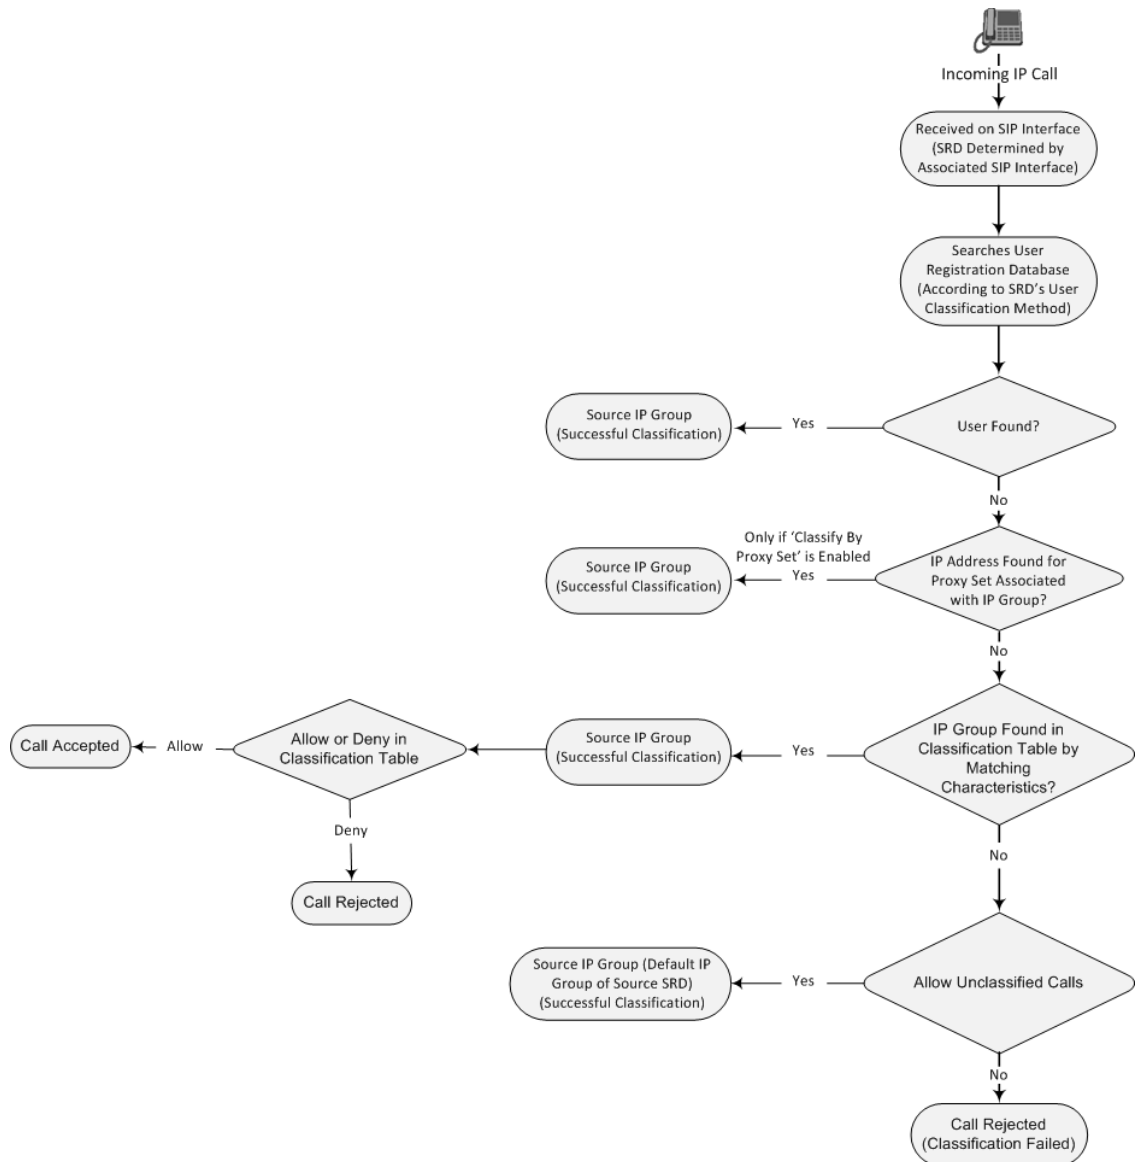 Incoming IP Call
Received on SIP Interface
(SRD Determined by
Associated SIP Interface)
Searches User
Registration Database
(According to SRD's User
Classification Method)
User Found?
Yes
Source IP Group
(Successful Classification)
No
IP Address Found for
Proxy Set Associated
with IP Group?
Only if 'Classify By
Proxy Set' is Enabled
Yes
Source IP Group
(Successful Classification)
No
IP Group Found in
Classification Table by
Matching
Characteristics?
Yes
Source IP Group
(Successful Classification)
Allow or Deny in
Classification Table
Allow
Call Accepted
Deny
Call Rejected
No
Allow Unclassified Calls
Yes
Source IP Group (Default IP
Group of Source SRD)
(Successful Classification)
No
Call Rejected
(Classification Failed)